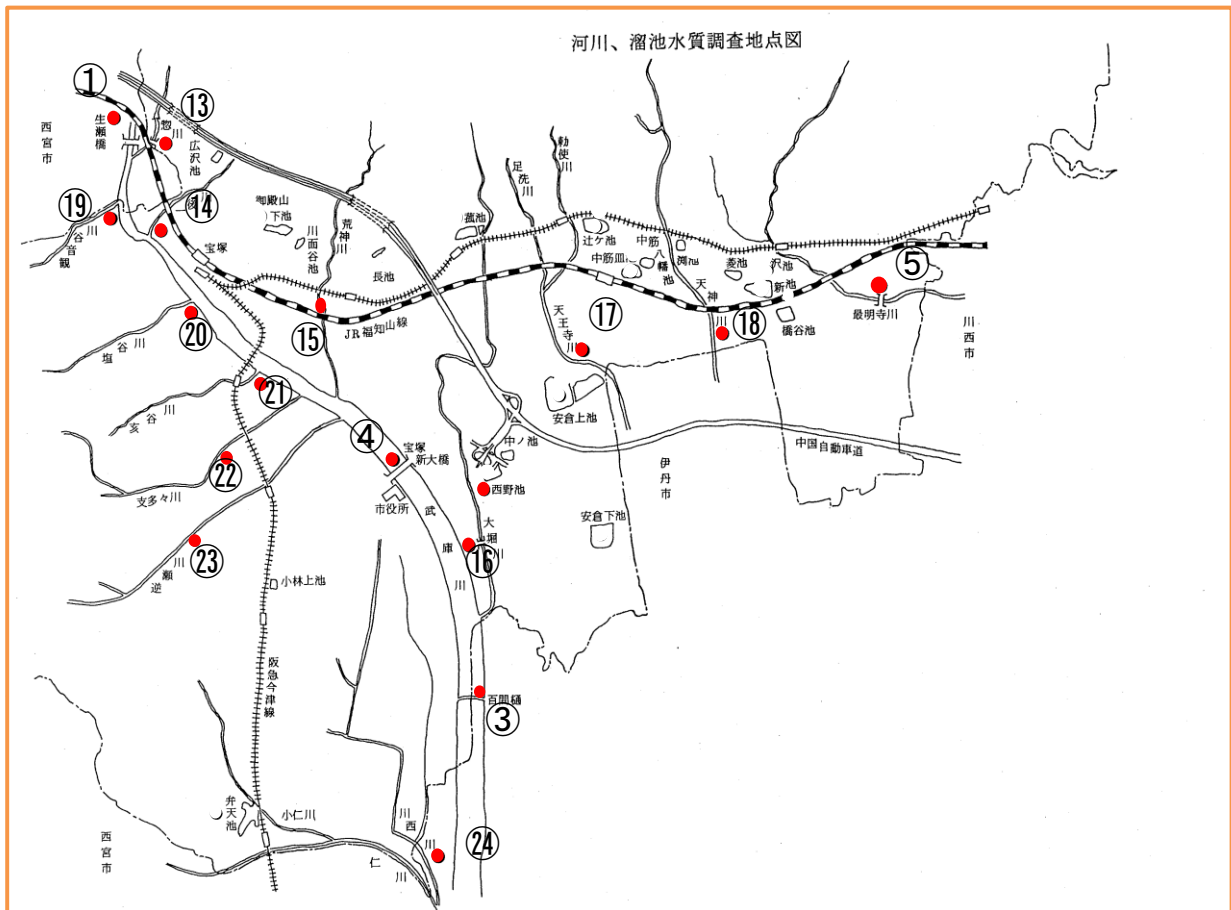 河川、溜池水質調査地点図
①
⑬
生瀬橋
惣川
広沢池
西宮市
⑲
⑭
観音谷川
宝塚
御殿山
下池
川面谷池
荒神川
長池
菰池
足洗川
勅使川
辻ケ池
中筋
中筋皿池
八幡池
渕池
菱池
沢池
新池
⑤
最明寺川
川西市
⑳
塩谷川
⑮
JR福知山線
天王寺川
⑰
天神川
⑱
橋谷池
㉑
亥谷川
安倉上池
中ノ池
中国自動車道
④
宝塚
新大橋
㉒
支多々川
市役所
西野池
伊丹市
安倉下池
武庫川
大堀川
⑯
㉓
逆瀬川
小林上池
阪急今津線
百間樋
③
弁天池
小仁川
西宮市
仁川
川西川
㉔